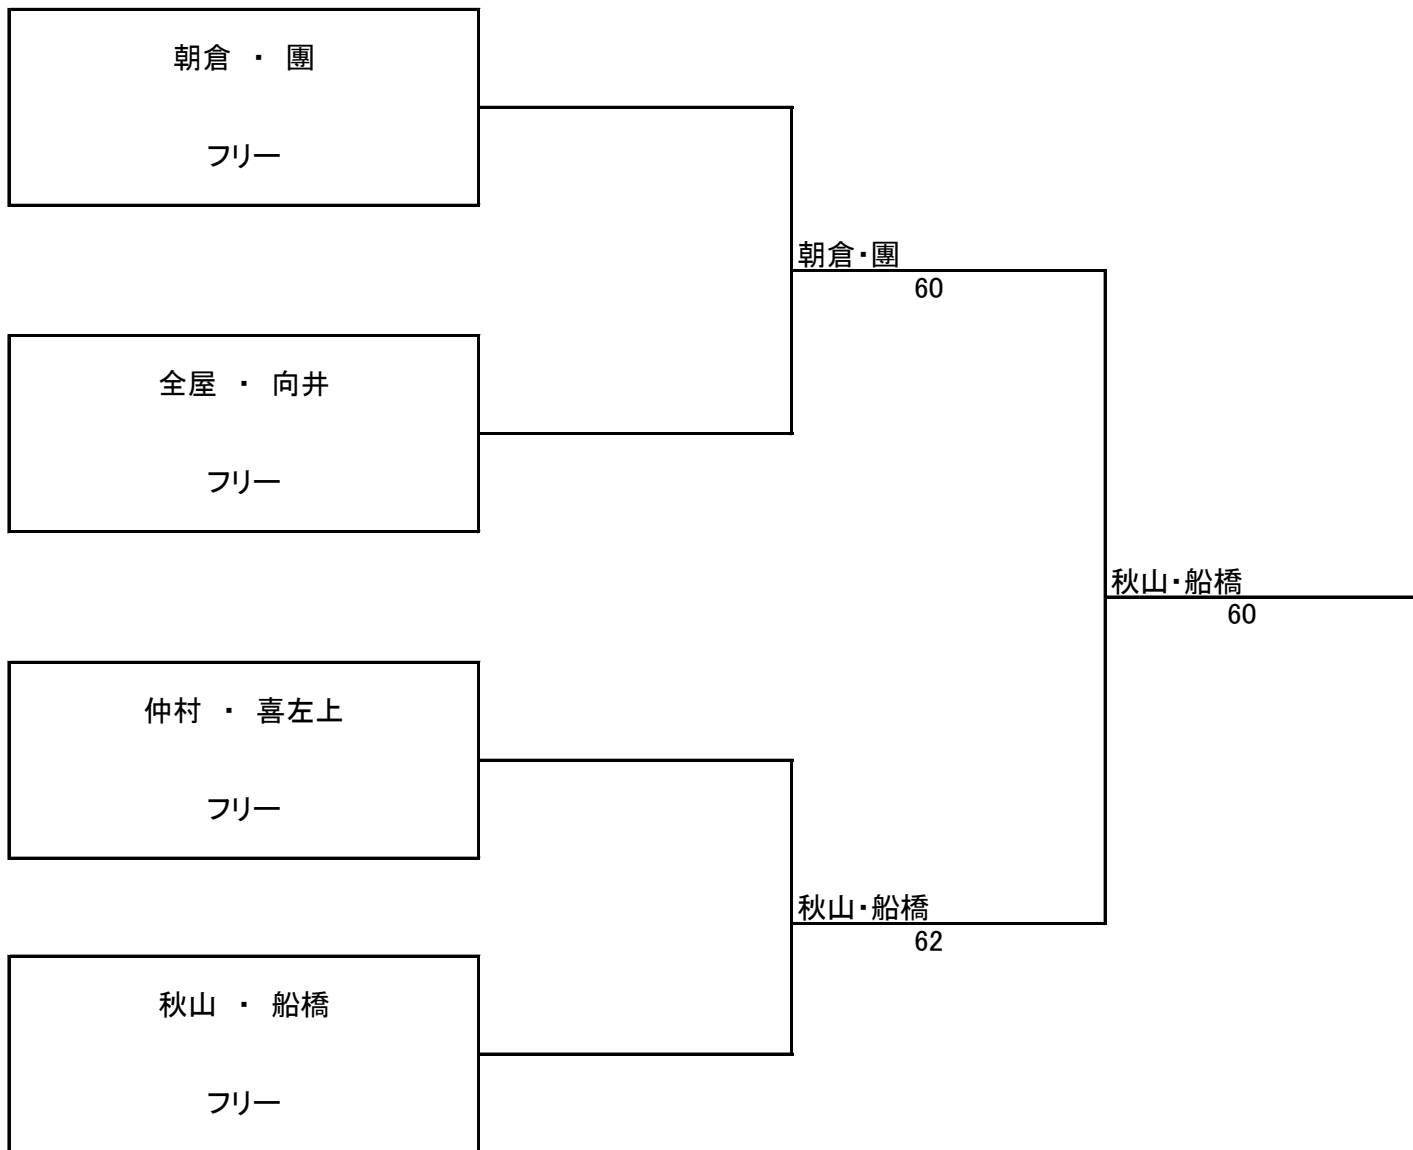 朝倉 ・ 團
フリー
朝倉・團
60
全屋 ・ 向井
フリー
秋山・船橋
60
仲村 ・ 喜左上
フリー
秋山・船橋
62
秋山 ・ 船橋
フリー